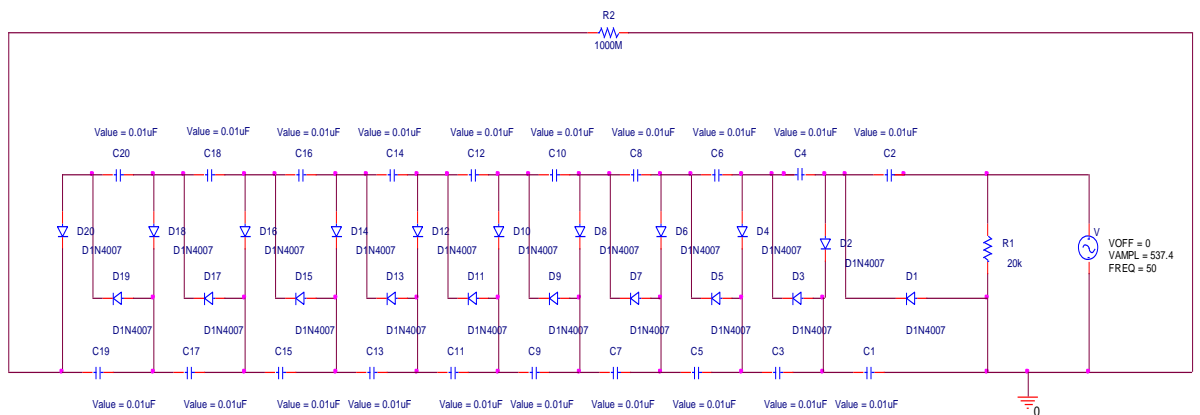 R2
1000M
Value = 0.01uF Value = 0.01uF Value = 0.01uF Value = 0.01uF Value = 0.01uF Value = 0.01uF Value = 0.01uF Value = 0.01uF Value = 0.01uF Value = 0.01uF
C20 C18 C16 C14 C12 C10 C8 C6 C4 C2
D20 D18 D16 D14 D12 D10 D8 D6 D4 D2 R1 V
D1N4007 D1N4007 D1N4007 D1N4007 D1N4007 D1N4007 D1N4007 D1N4007 D1N4007 D1N4007 20k
VOFF = 0
VAMPL = 537.4
FREQ = 50
D19 D17 D15 D13 D11 D9 D7 D5 D3 D1
D1N4007 D1N4007 D1N4007 D1N4007 D1N4007 D1N4007 D1N4007 D1N4007 D1N4007 D1N4007
C19 C17 C15 C13 C11 C9 C7 C5 C3 C1
Value = 0.01uF Value = 0.01uF Value = 0.01uF Value = 0.01uF Value = 0.01uF Value = 0.01uF Value = 0.01uF Value = 0.01uF Value = 0.01uF Value = 0.01uF
0